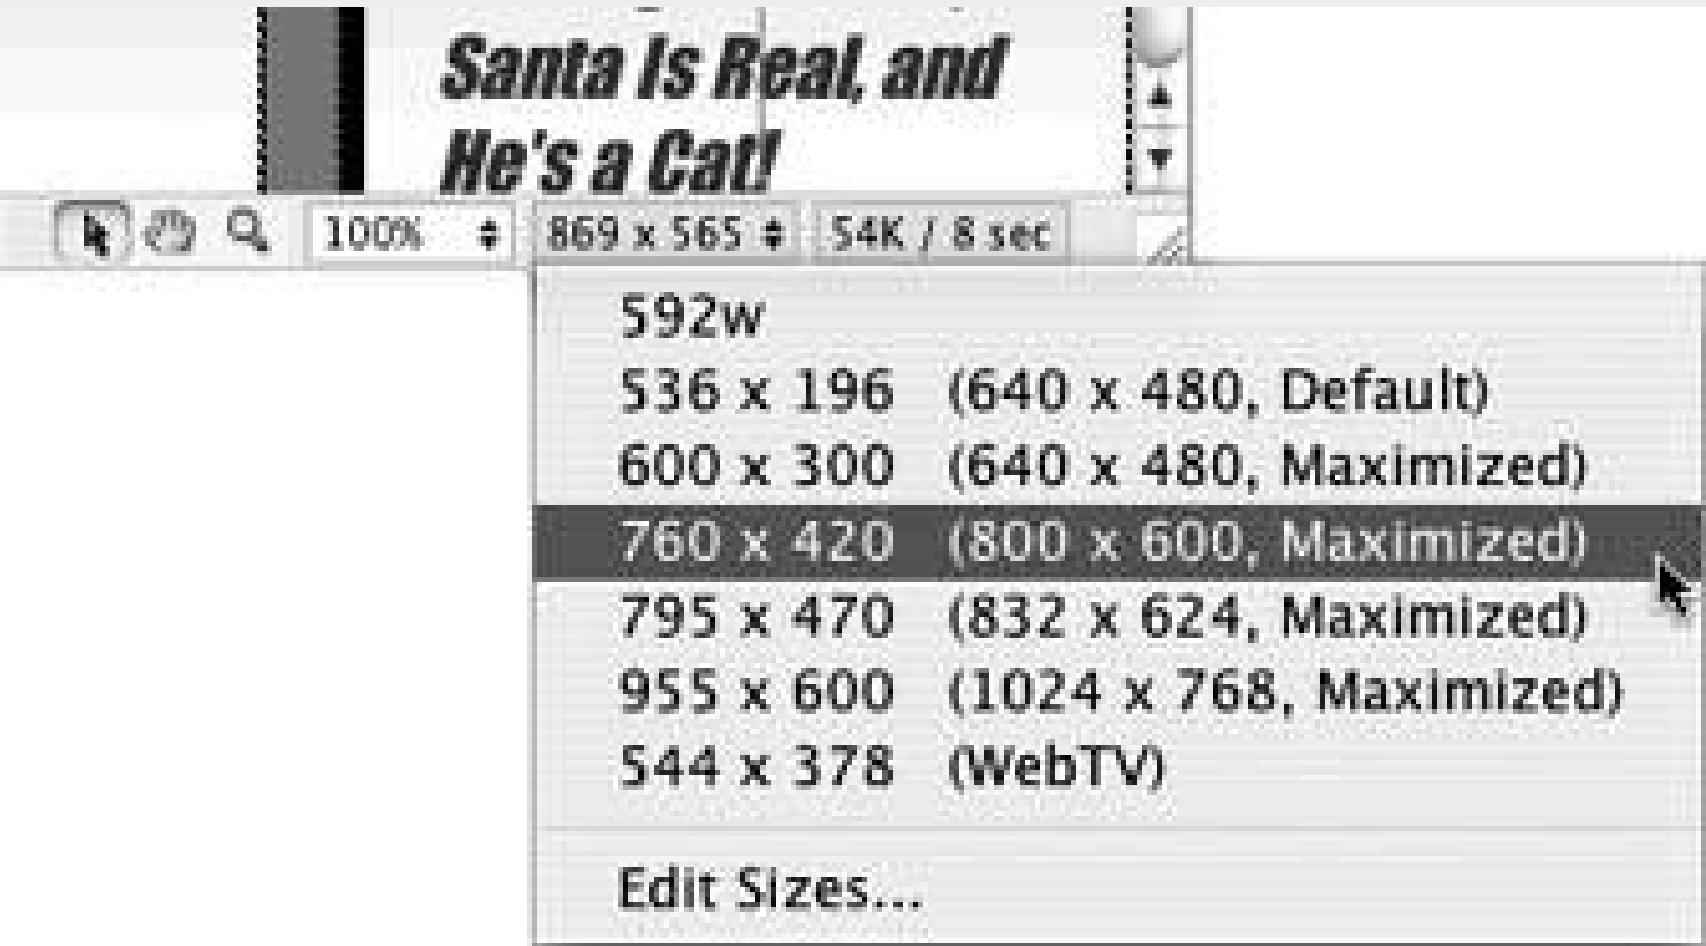 Santa Is Real, and
He's a Cat!
100% 869 x 565 54K / 8 sec
592w
536 x 196 (640 x 480, Default)
600 x 300 (640 x 480, Maximized)
760 x 420 (800 x 600, Maximized)
795 x 470 (832 x 624, Maximized)
955 x 600 (1024 x 768, Maximized)
544 x 378 (WebTV)
Edit Sizes...